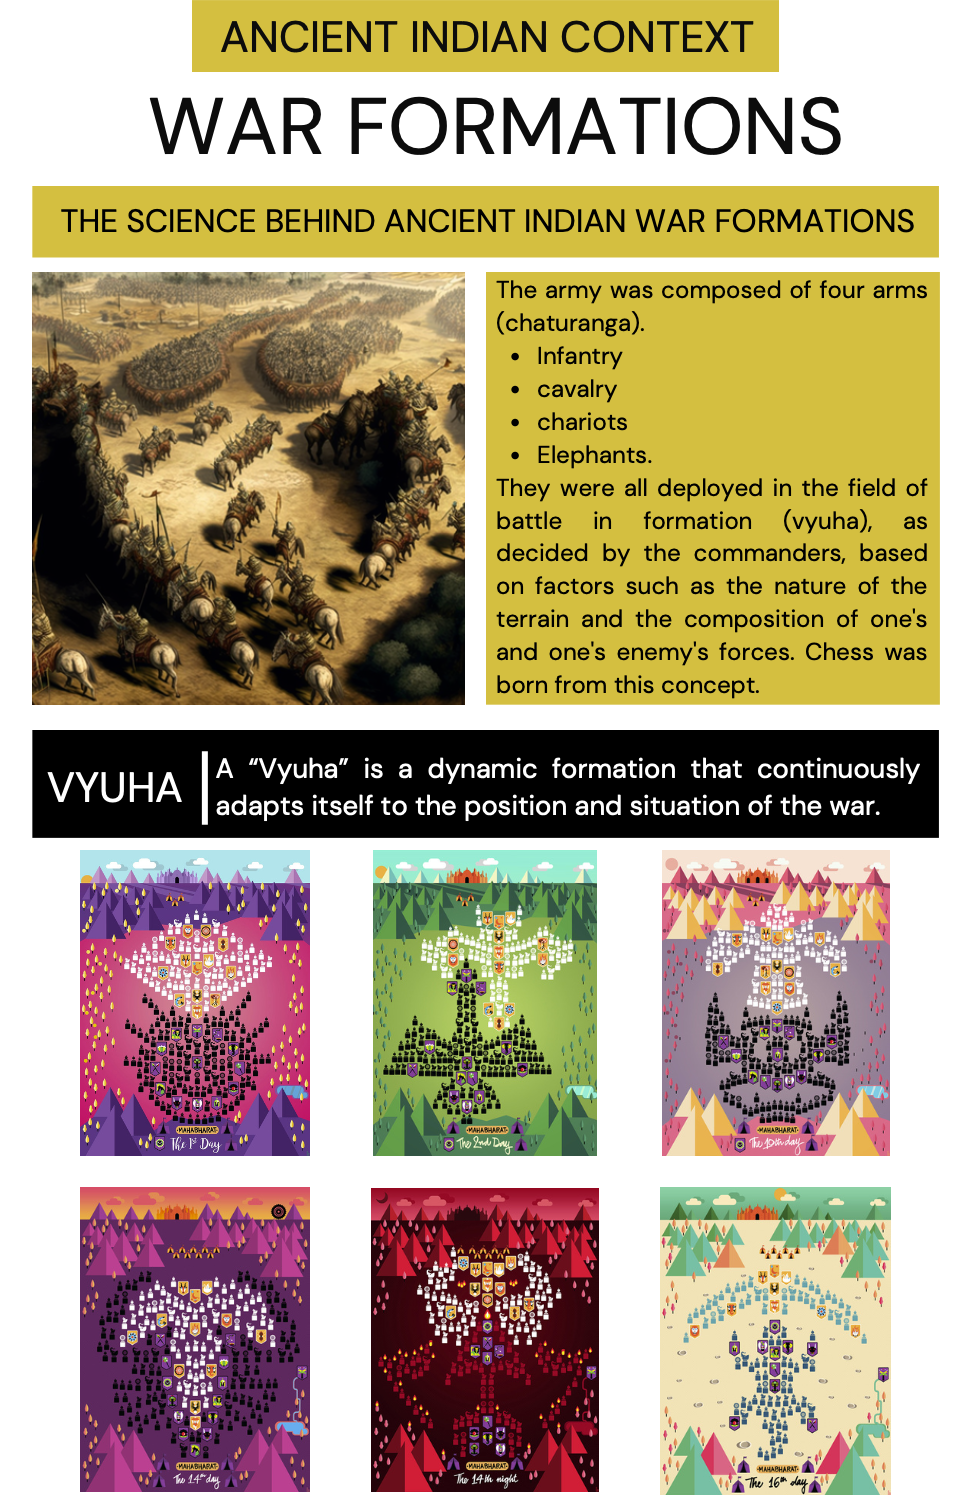 ANCIENT INDIAN CONTEXT
WAR FORMATIONS
THE SCIENCE BEHIND ANCIENT INDIAN WAR FORMATIONS
The army was composed of four arms
(chaturanga).
• Infantry
• cavalry
• chariots
• Elephants.
They were all deployed in the field of
battle in formation (vyuha), as
decided by the commanders, based
on factors such as the nature of the
terrain and the composition of one's
and one's enemy's forces. Chess was
born from this concept.
VYUHA
A “Vyuha” is a dynamic formation that continuously
adapts itself to the position and situation of the war.
MAHABHARAT
The 1st Day
MAHABHARAT
The 2nd Day
MAHABHARAT
The 10th day
MAHABHARAT
The 14th day
MAHABHARAT
The 14th night
MAHABHARAT
The 16th day